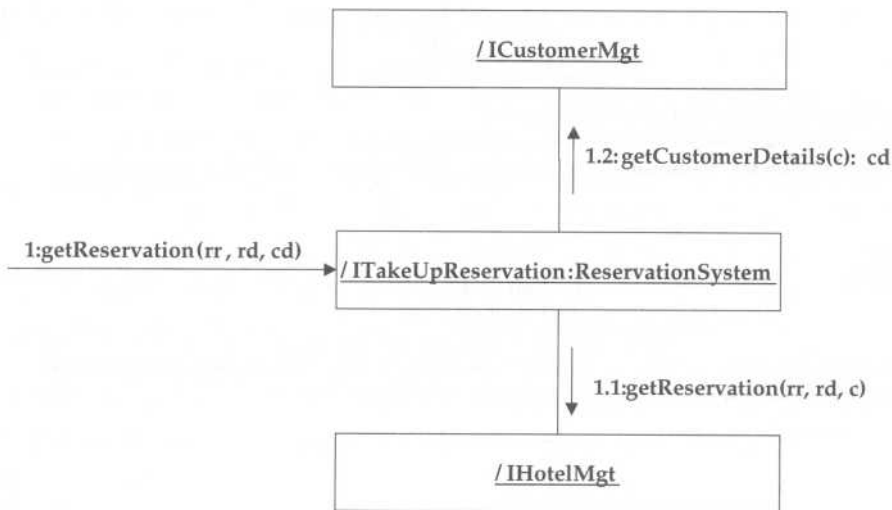 / ICustomerMgt
1.2: getCustomerDetails(c): cd
1:getReservation(rr , rd, cd)
/ ITakeUpReservation:ReservationSystem
1.1:getReservation(rr, rd, c)
/ IHotelMgt